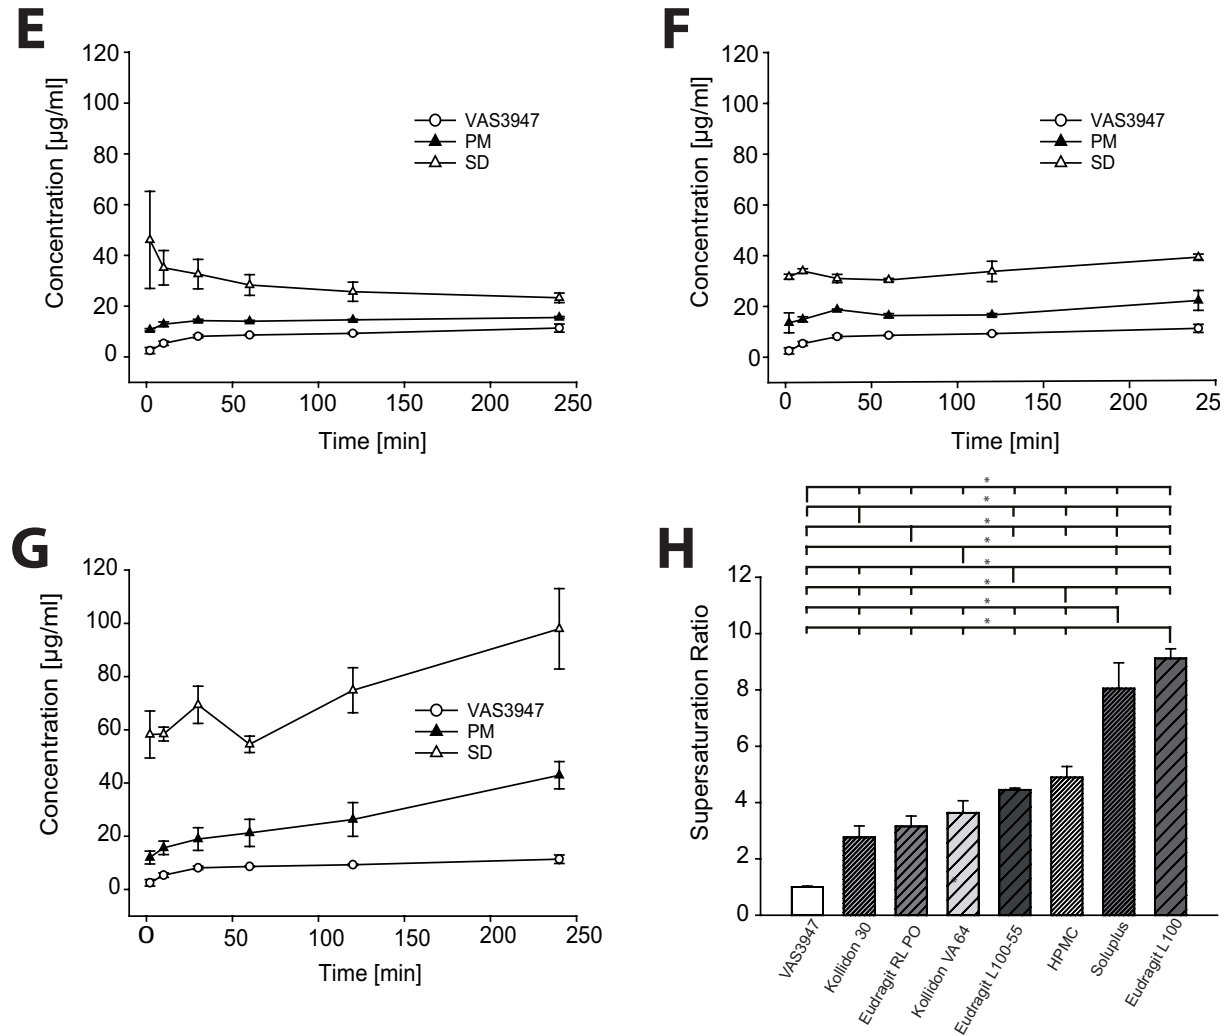 E
Concentration [µg/ml]
120
100
80
60
40
20
0
VAS3947
PM
SD
0 50 100 150 200 250
Time [min]
F
Concentration [µg/ml]
120
100
80
60
40
20
0
VAS3947
PM
SD
0 50 100 150 200 25
Time [min]
G
Concentration [µg/ml]
120
100
80
60
40
20
0
VAS3947
PM
SD
0 50 100 150 200 250
Time [min]
H
*
*
*
*
*
*
*
*
Supersaturation Ratio
12
10
8
6
4
2
0
VAS3947
Kollidon 30
Eudragit RL PO
Kollidon VA 64
Eudragit L100-55
HPMC
Soluplus
Eudragit L 100